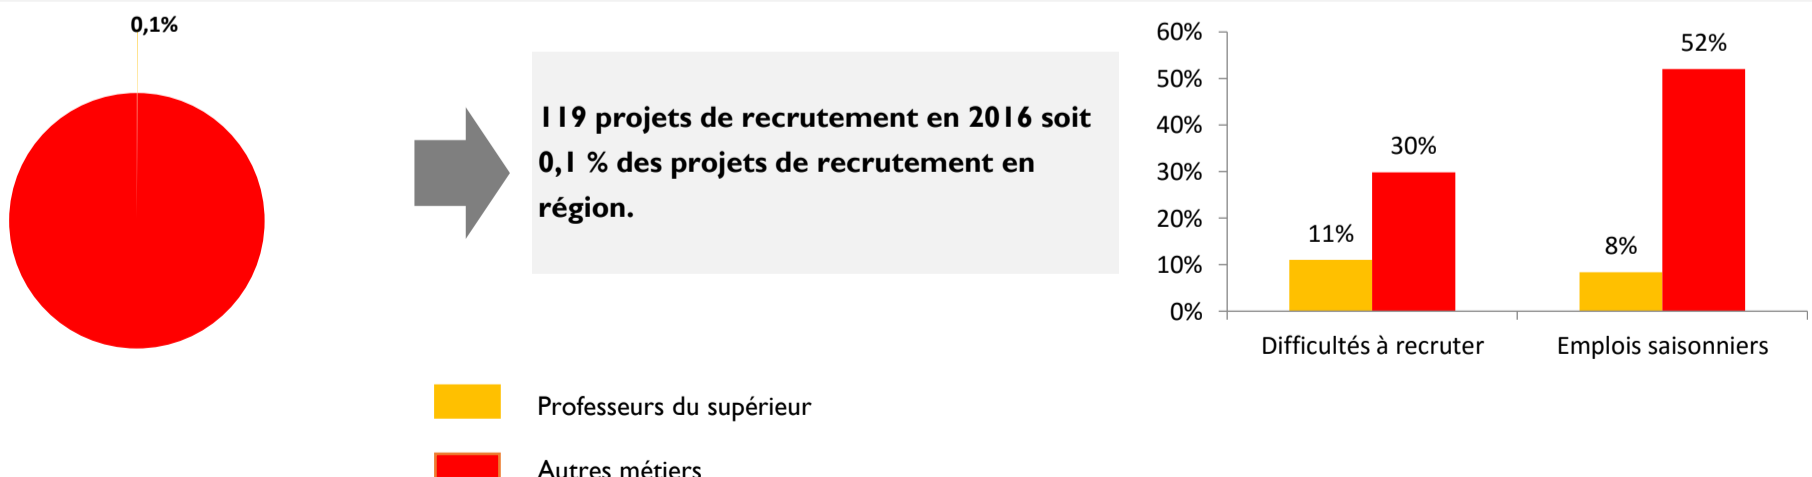 0,1%
119 projets de recrutement en 2016 soit
0,1 % des projets de recrutement en
région.
60%
50%
40%
30%
20%
10%
0%
11%
30%
8%
52%
Difficultés à recruter
Emplois saisonniers
Professeurs du supérieur
Autres métiers